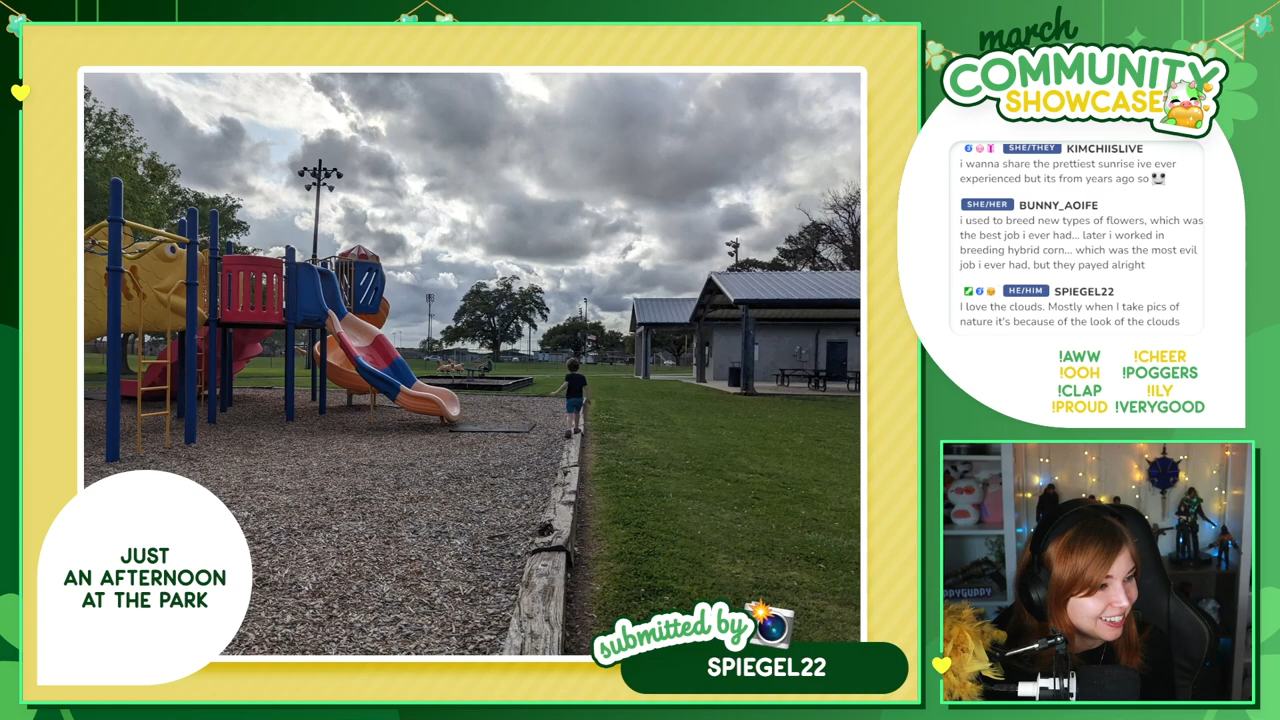 march
COMMUNITY
SHOWCASE
SHE/THEY KIMCHIISLIVE
i wanna share the prettiest sunrise ive ever
experienced but its from years ago so
SHE/HER BUNNY_AOIFE
i used to breed new types of flowers, which was
the best job i ever had... later i worked in
breeding hybrid corn... which was the most evil
job i ever had, but they payed alright
HE/HIM SPIEGEL22
I love the clouds. Mostly when I take pics of
nature it's because of the look of the clouds
!AWW !CHEER
!OOH !POGGERS
!CLAP !ILY
!PROUD !VERYGOOD
JUST
AN AFTERNOON
AT THE PARK
submitted by
SPIEGEL22